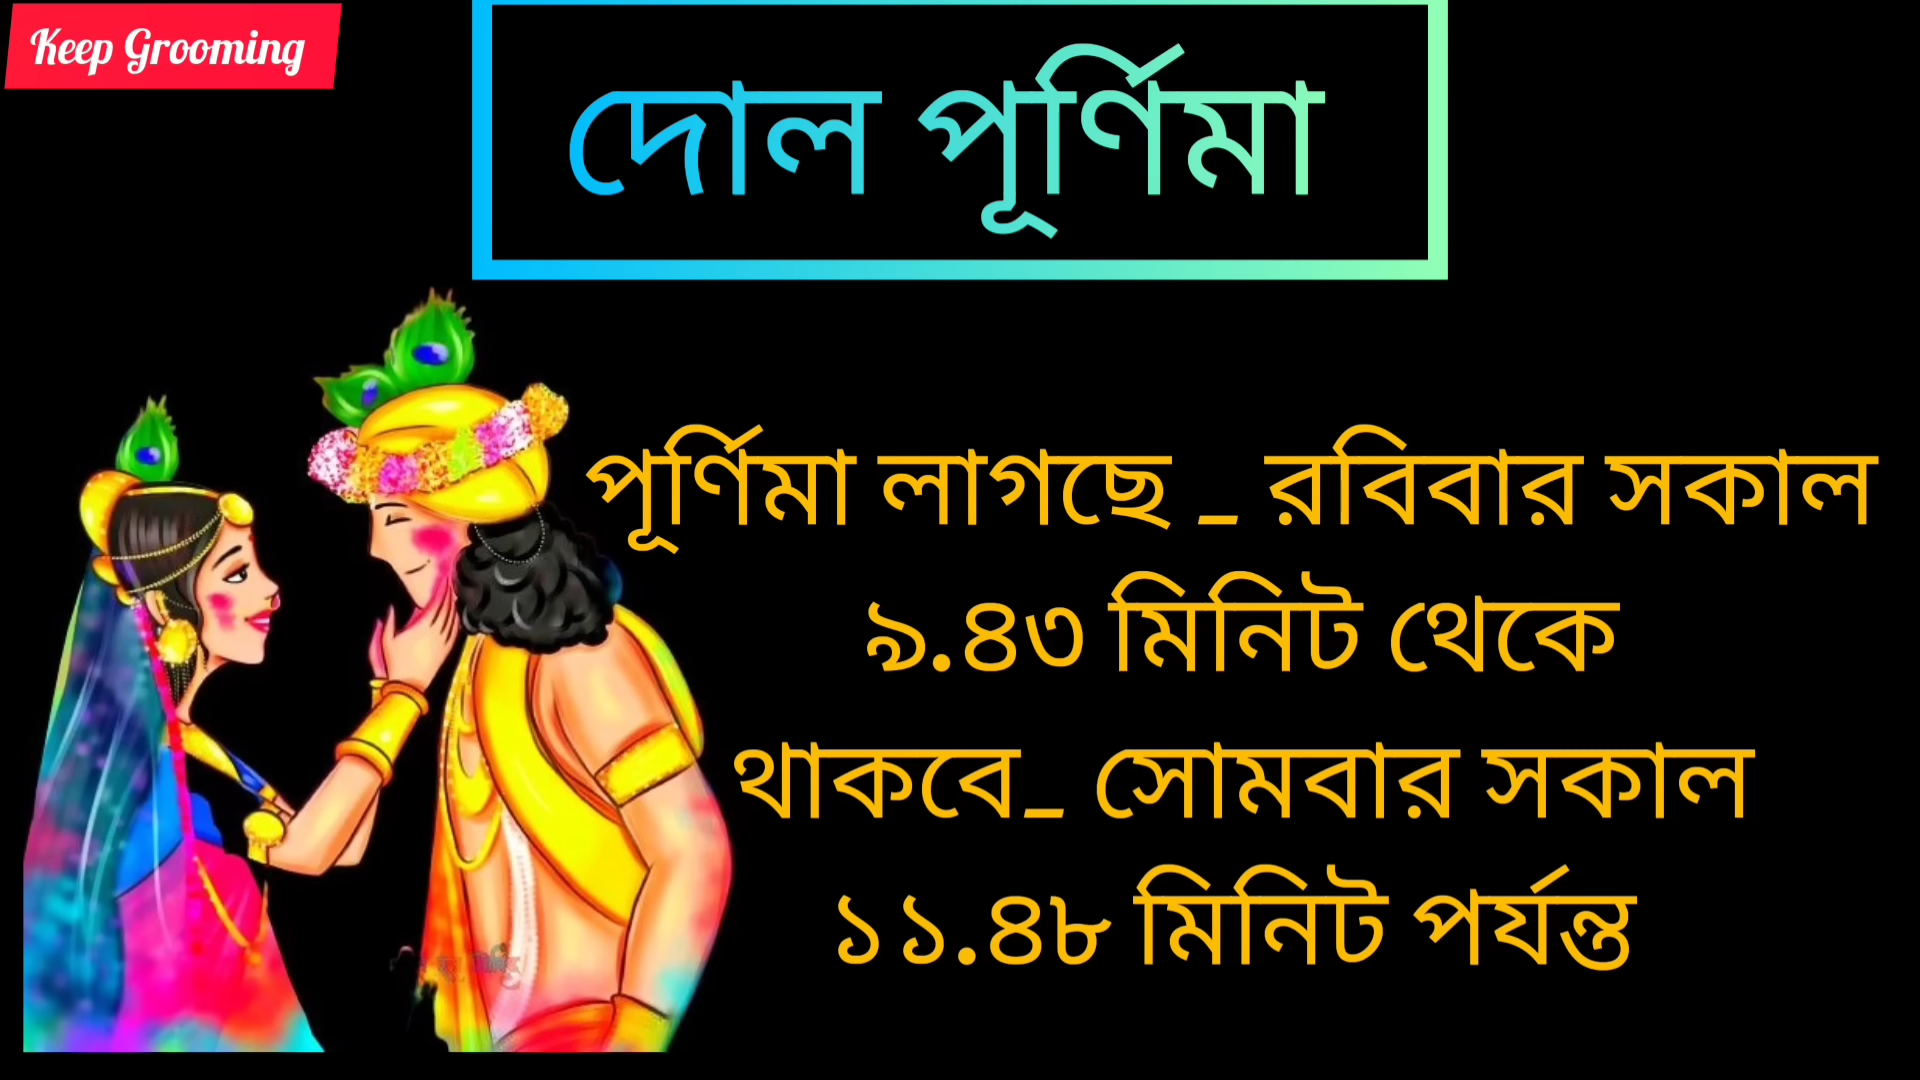 Keep Grooming
দোল পূর্ণিমা
পূর্ণিমা লাগছে - রবিবার সকাল
৯.৪৩ মিনিট থেকে
থাকবে- সোমবার সকাল
১১.৪৮ মিনিট পর্যন্ত